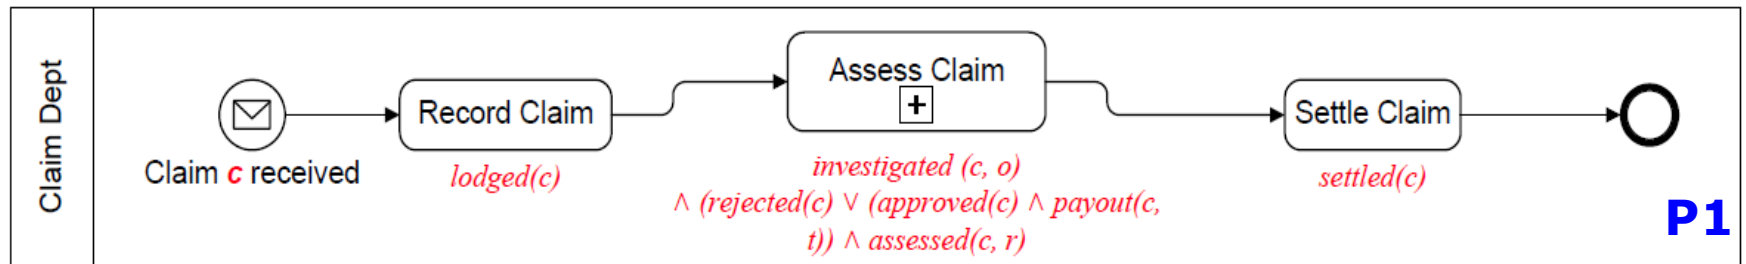 Claim Dept
Claim c received
Record Claim
lodged(c)
Assess Claim
+
investigated (c, o)
∧ (rejected(c) ∨ (approved(c) ∧ payout(c,
t)) ∧ assessed(c, r)
Settle Claim
settled(c)
P1